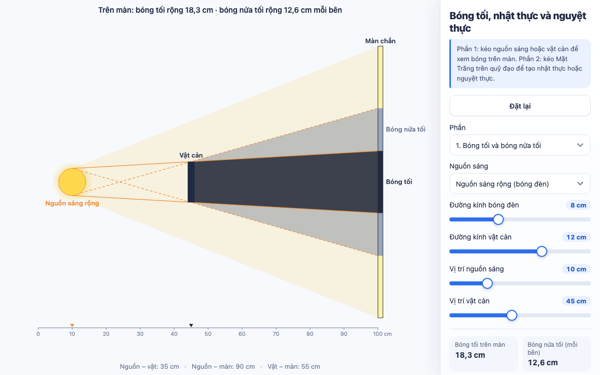 Trên màn: bóng tối rộng 18,3 cm · bóng nửa tối rộng 12,6 cm mỗi bên
Màn chắn
Bóng nửa tối
Vật cản
Bóng tối
Nguồn sáng rộng
0 10 20 30 40 50 60 70 80 90 100 cm
Nguồn – vật: 35 cm · Nguồn – màn: 90 cm · Vật – màn: 55 cm
Bóng tối, nhật thực và nguyệt
thực
Phần 1: kéo nguồn sáng hoặc vật cản để
xem bóng trên màn. Phần 2: kéo Mặt
Trăng trên quỹ đạo để tạo nhật thực hoặc
nguyệt thực.
Đặt lại
Phần
1. Bóng tối và bóng nửa tối
Nguồn sáng
Nguồn sáng rộng (bóng đèn)
Đường kính bóng đèn 8 cm
Đường kính vật cản 12 cm
Vị trí nguồn sáng 10 cm
Vị trí vật cản 45 cm
Bóng tối trên màn
18,3 cm
Bóng nửa tối (mỗi
bên)
12,6 cm